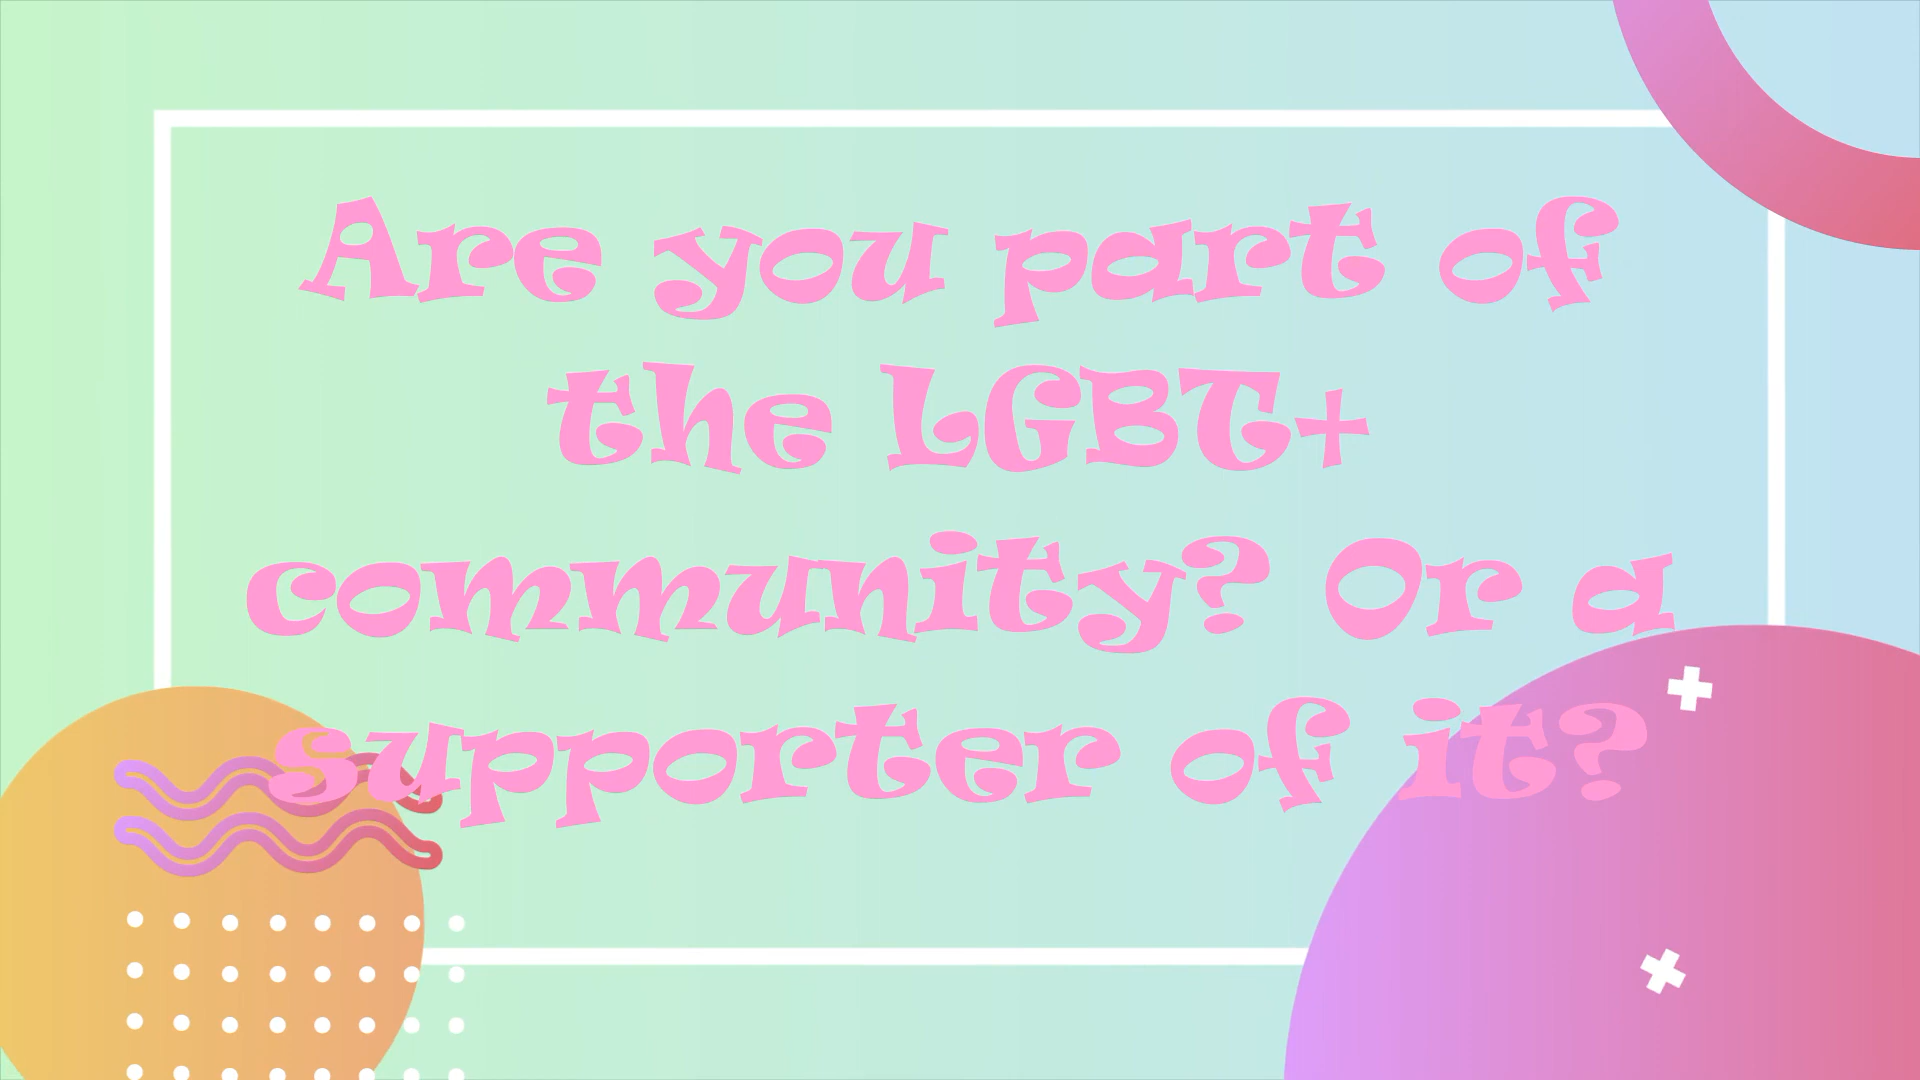 Are you part of
the LGBT+
community? Or a
supporter of it?